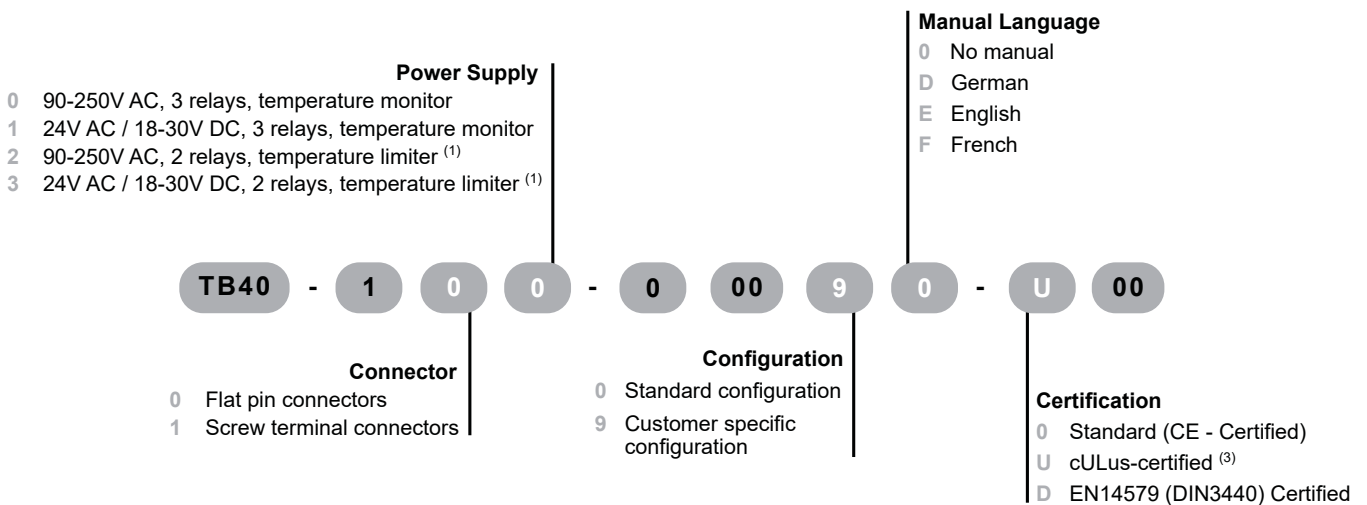 Power Supply
0 90-250V AC, 3 relays, temperature monitor
1 24V AC / 18-30V DC, 3 relays, temperature monitor
2 90-250V AC, 2 relays, temperature limiter (1)
3 24V AC / 18-30V DC, 2 relays, temperature limiter (1)
Manual Language
0 No manual
D German
E English
F French
TB40 - 1 0 0 - 0 00 9 0 - U 00
Connector
0 Flat pin connectors
1 Screw terminal connectors
Configuration
0 Standard configuration
9 Customer specific
configuration
Certification
0 Standard (CE - Certified)
U cULus-certified (3)
D EN14579 (DIN3440) Certified